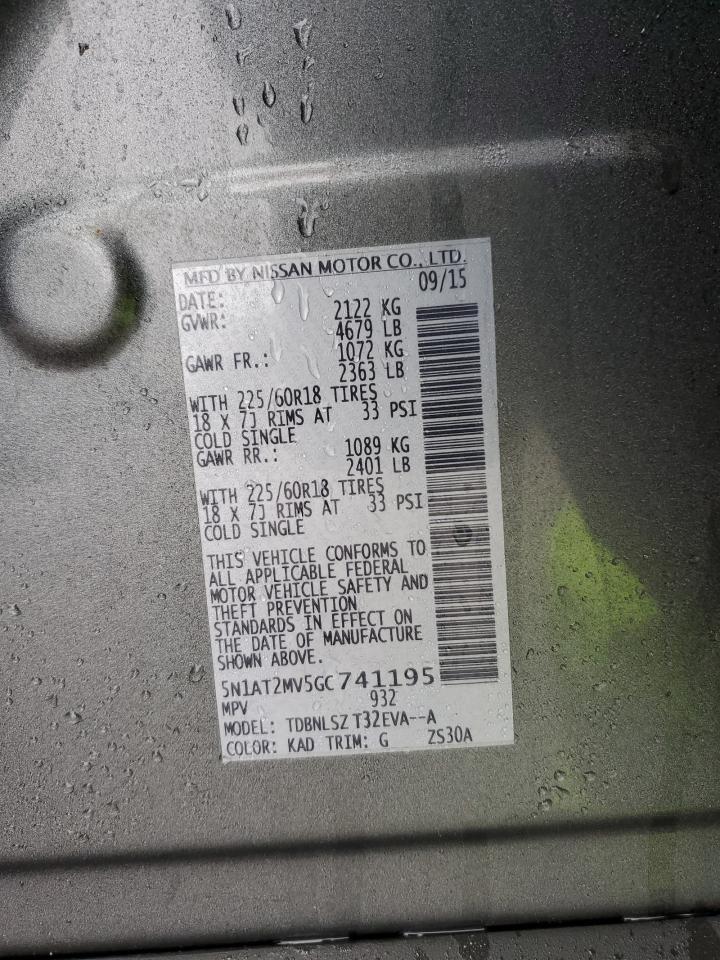 MFD BY NISSAN MOTOR CO., LTD.
DATE: 09/15
GVWR: 2122 KG
4679 LB
GAWR FR.: 1072 KG
2363 LB
WITH 225/60R18 TIRES
18 X 7J RIMS AT 33 PSI
COLD SINGLE
GAWR RR.: 1089 KG
2401 LB
WITH 225/60R18 TIRES
18 X 7J RIMS AT 33 PSI
COLD SINGLE
THIS VEHICLE CONFORMS TO
ALL APPLICABLE FEDERAL
MOTOR VEHICLE SAFETY AND
THEFT PREVENTION
STANDARDS IN EFFECT ON
THE DATE OF MANUFACTURE
SHOWN ABOVE.
5N1AT2MV5GC741195
MPV 932
MODEL: TDBNLSZ T32EVA--A
COLOR: KAD TRIM: G ZS30A